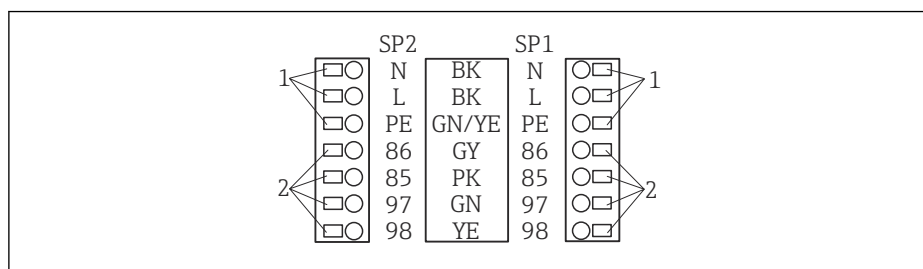 SP2 SP1
N BK N
1 L BK L 1
PE GN/YE PE
86 GY 86
2 85 PK 85 2
97 GN 97
98 YE 98